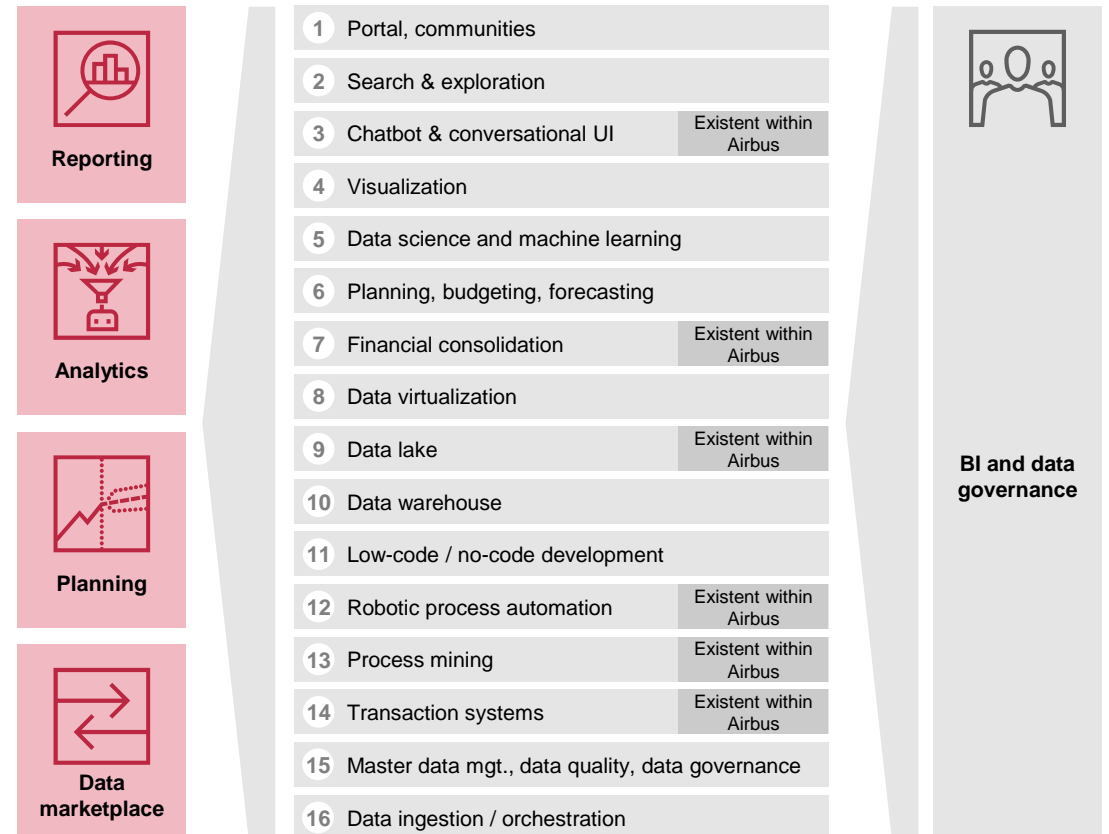 Reporting
Analytics
Planning
Data
marketplace
1 Portal, communities
2 Search & exploration
3 Chatbot & conversational UI
Existent within
Airbus
4 Visualization
5 Data science and machine learning
6 Planning, budgeting, forecasting
7 Financial consolidation
Existent within
Airbus
8 Data virtualization
9 Data lake
Existent within
Airbus
10 Data warehouse
11 Low-code / no-code development
12 Robotic process automation
Existent within
Airbus
13 Process mining
Existent within
Airbus
14 Transaction systems
Existent within
Airbus
15 Master data mgt., data quality, data governance
16 Data ingestion / orchestration
BI and data
governance